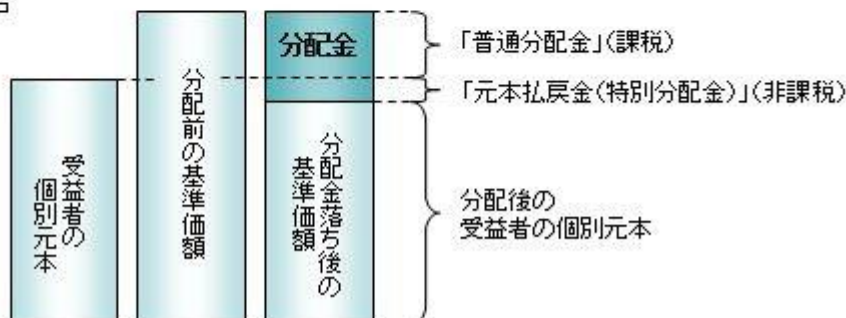 受益者の
個別元本
分配前の基準価額
分配金
分配金落ち後の
基準価額
「普通分配金」(課税)
「元本払戻金(特別分配金)」(非課税)
分配後の
受益者の個別元本